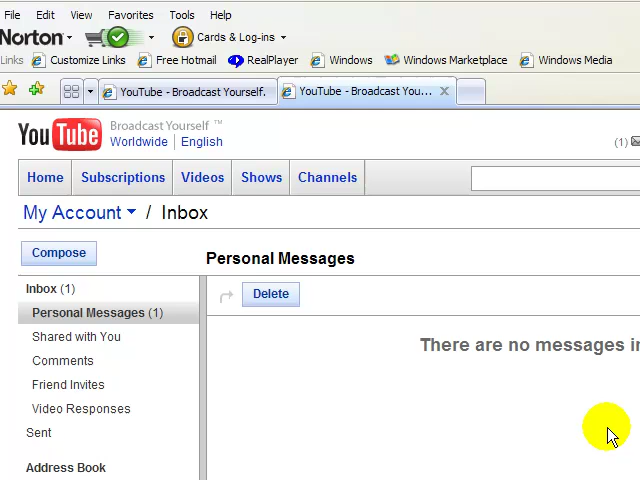 File Edit View Favorites Tools Help
Norton Cards & Log-ins
Links Customize Links Free Hotmail RealPlayer Windows Windows Marketplace Windows Media
YouTube - Broadcast Yourself. YouTube - Broadcast You... X
YouTube Broadcast Yourself ™
Worldwide | English (1)
Home Subscriptions Videos Shows Channels
My Account / Inbox
Compose Personal Messages
Inbox (1) Delete
Personal Messages (1)
Shared with You There are no messages
Comments
Friend Invites
Video Responses
Sent
Address Book